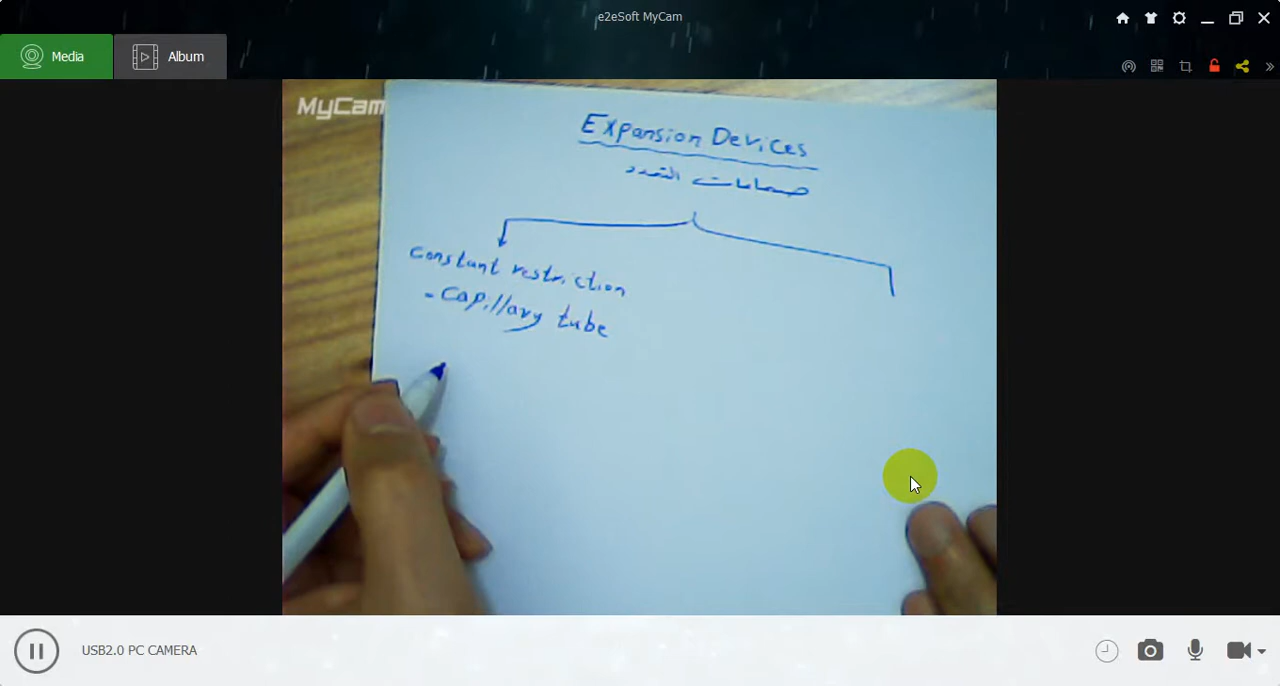 e2eSoft MyCam
Media
Album
MyCam
Expansion Devices
صمامات التمدد
constant restriction
- Capillary tube
USB2.0 PC CAMERA